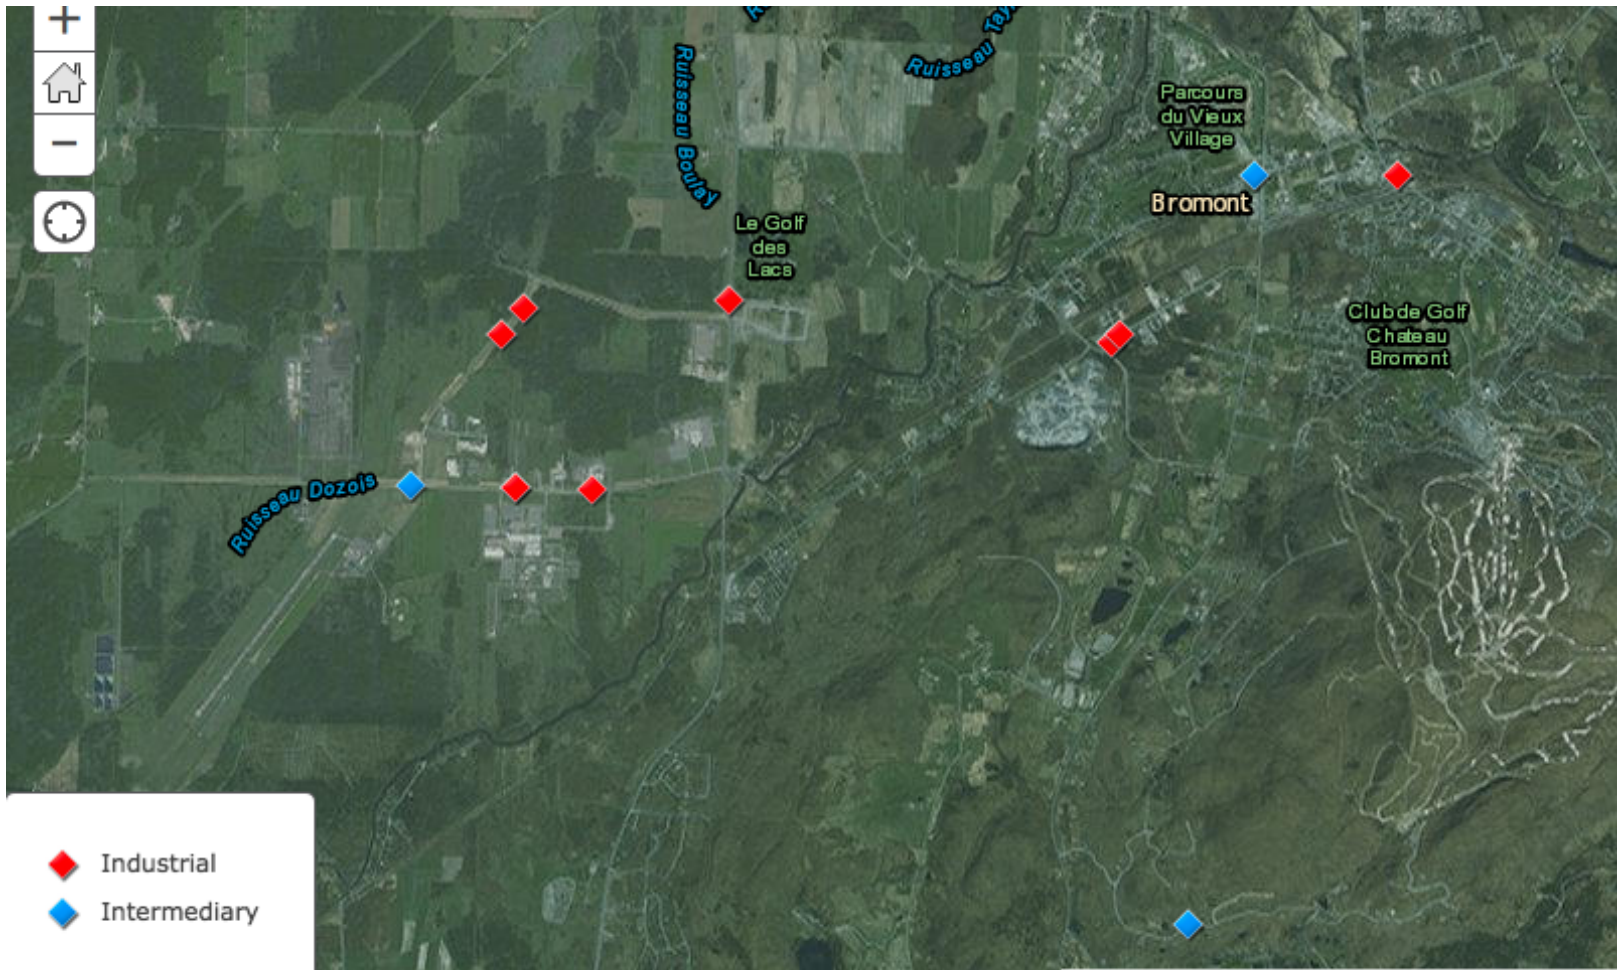 +
−
Ruisseau Boulay
Ruisseau Tay
Parcours
du Vieux
Village
Bromont
Le Golf
des
Lacs
Club de Golf
Chateau
Bromont
Ruisseau Dozois
Industrial
Intermediary